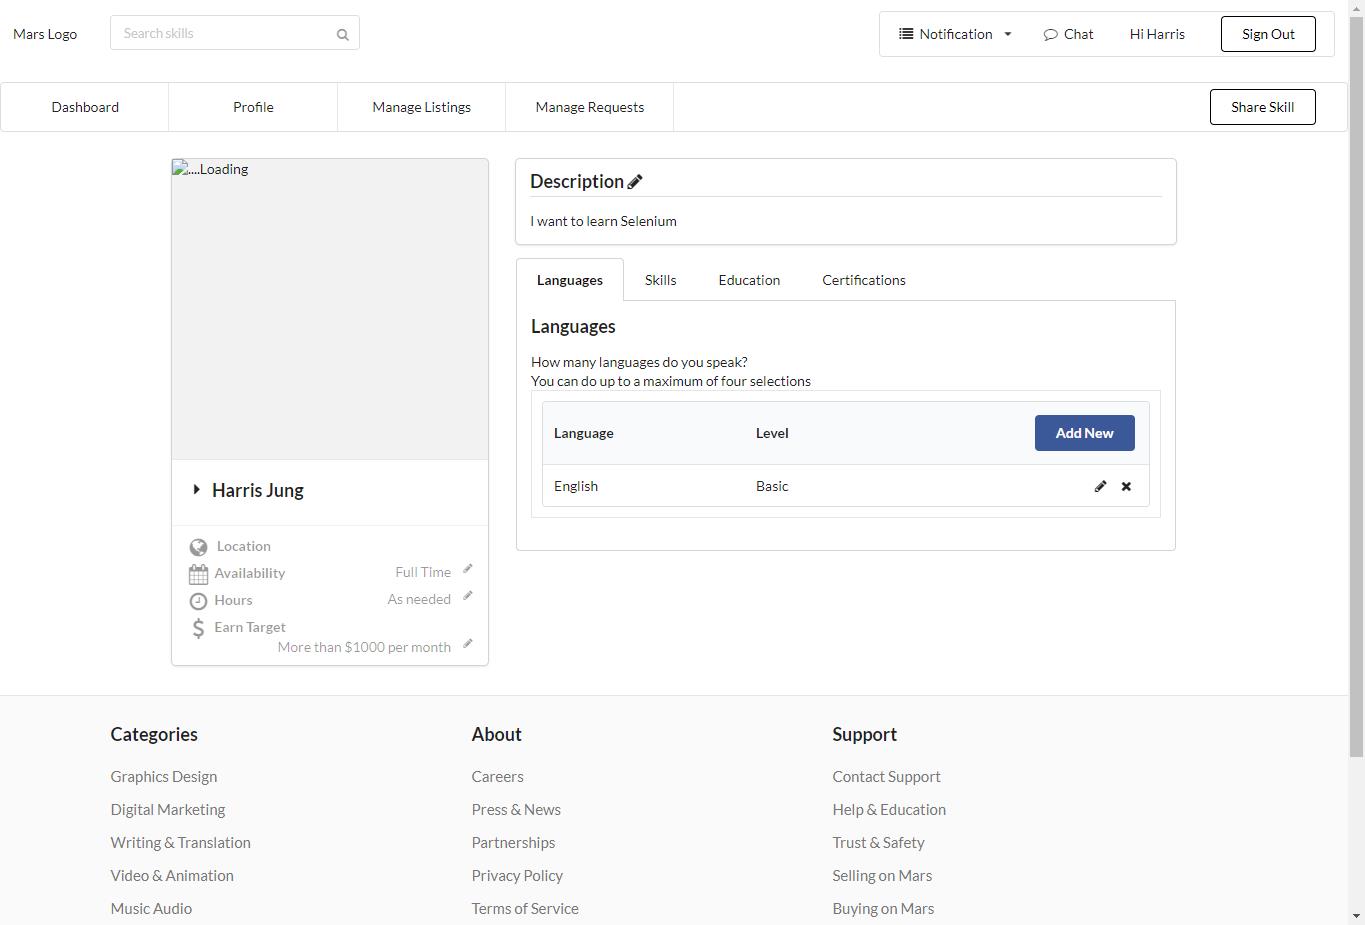 Mars Logo
Search skills
Notification
Chat
Hi Harris
Sign Out
Dashboard
Profile
Manage Listings
Manage Requests
Share Skill
....Loading
Description
I want to learn Selenium
Languages
Skills
Education
Certifications
Languages
How many languages do you speak?
You can do up to a maximum of four selections
Language
Level
Add New
English
Basic
Harris Jung
Location
Availability
Full Time
Hours
As needed
Earn Target
More than $1000 per month
Categories
Graphics Design
Digital Marketing
Writing & Translation
Video & Animation
Music Audio
About
Careers
Press & News
Partnerships
Privacy Policy
Terms of Service
Support
Contact Support
Help & Education
Trust & Safety
Selling on Mars
Buying on Mars